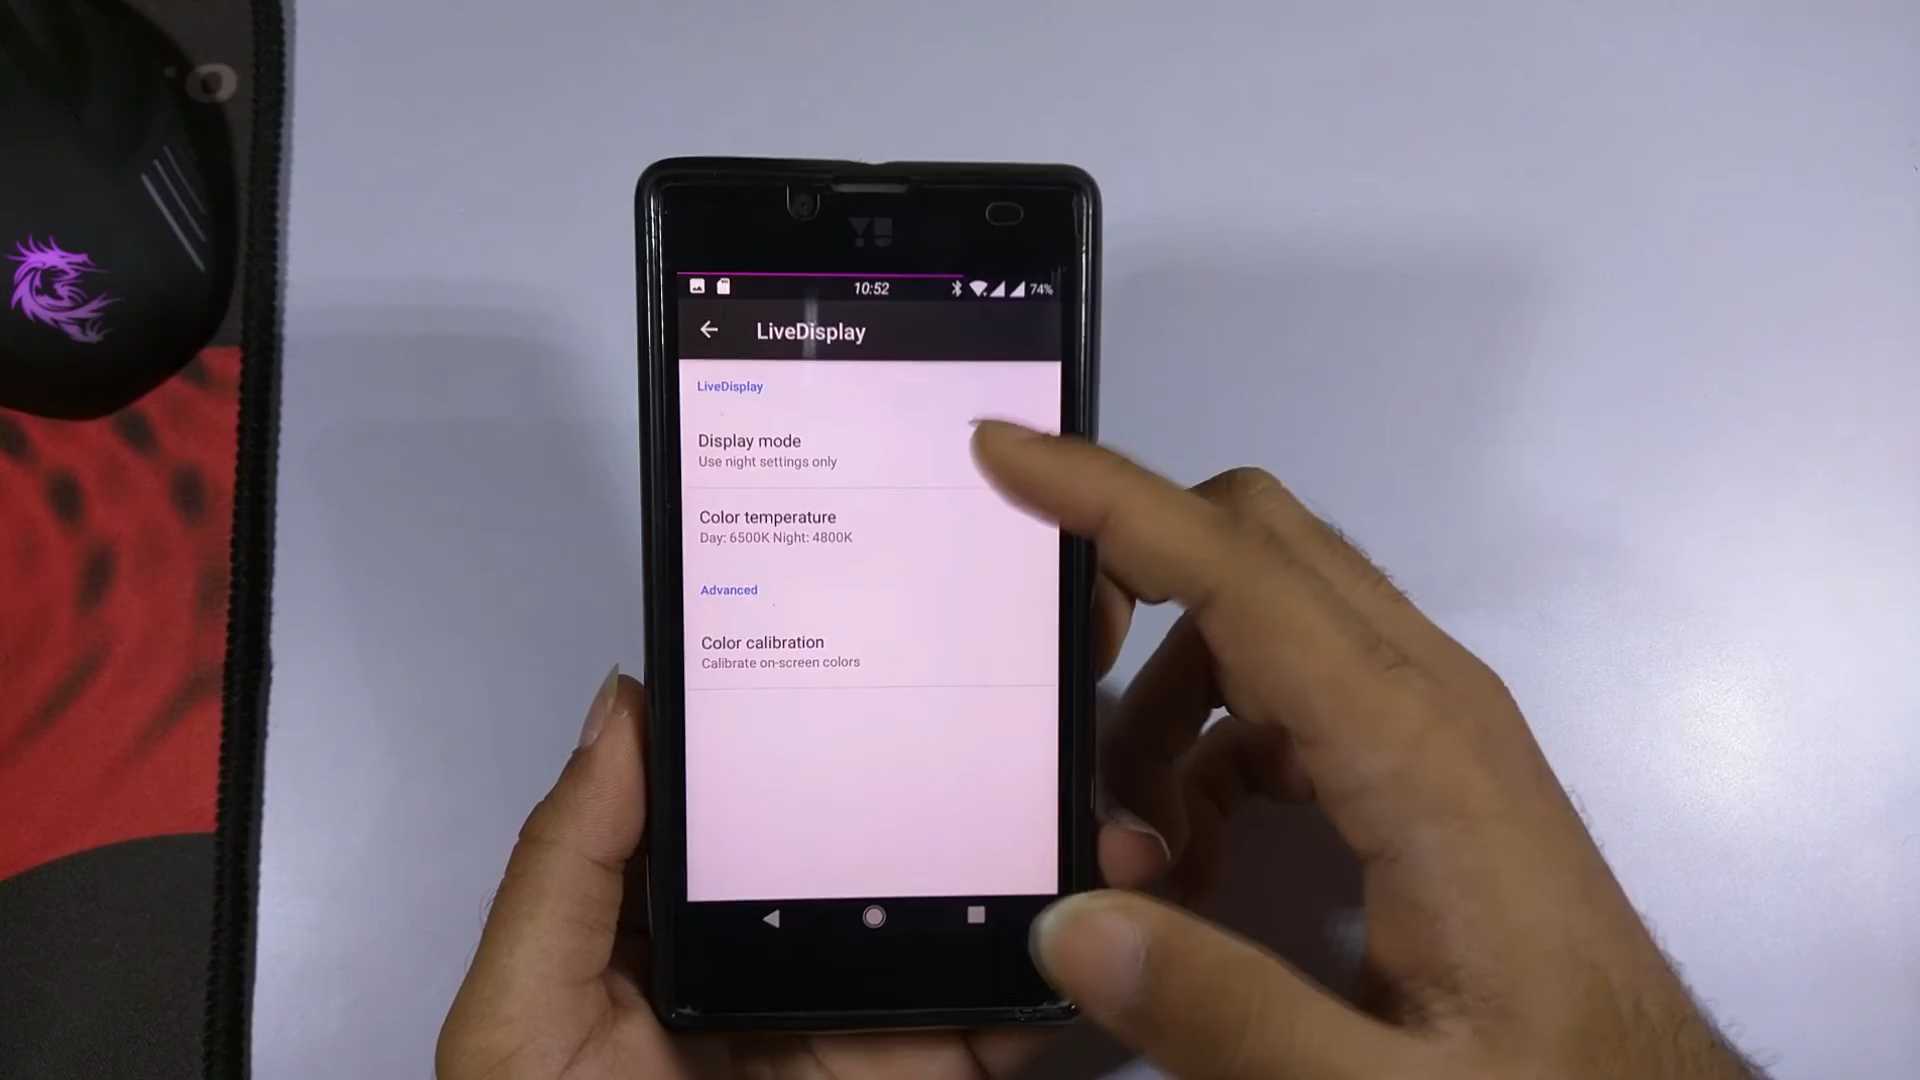 YU
10:52
74%
LiveDisplay
LiveDisplay
Display mode
Use night settings only
Color temperature
Day: 6500K Night: 4800K
Advanced
Color calibration
Calibrate on-screen colors